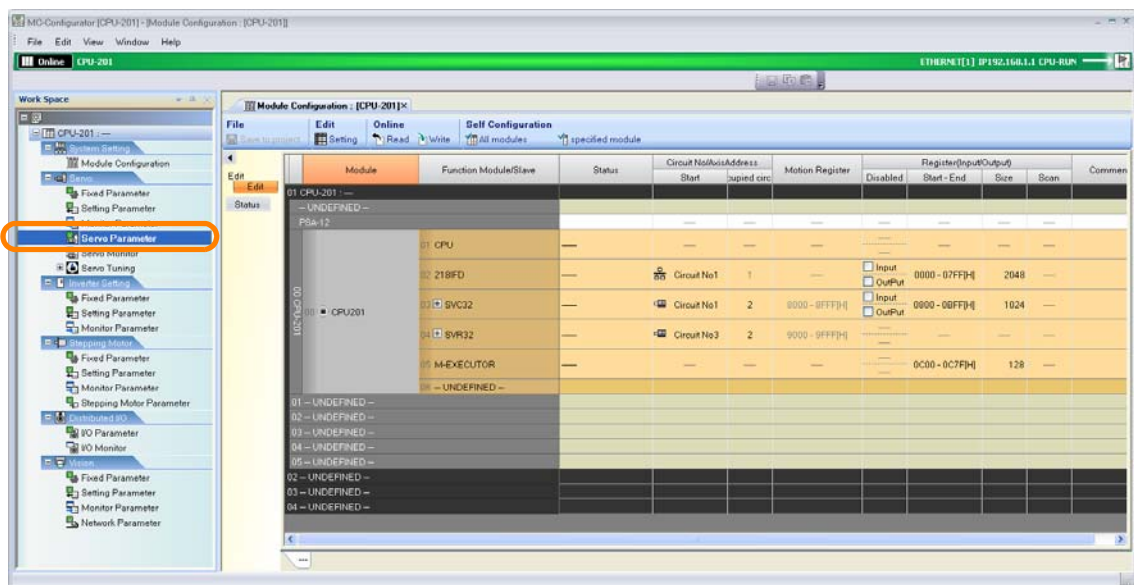 MC-Configurator [CPU-201] - [Module Configuration : [CPU-201]]
File Edit View Window Help
Online CPU-201 ETHERNET[1] IP192.168.1.1 CPU-RUN
Work Space
Module Configuration : [CPU-201]×
File Edit Online Self Configuration
Save to project Setting Read Write All modules specified module
CPU-201 : —
System Setting
Module Configuration
Servo
Fixed Parameter
Setting Parameter
Monitor Parameter
Servo Parameter
Servo Monitor
Servo Tuning
Inverter Setting
Fixed Parameter
Setting Parameter
Monitor Parameter
Stepping Motor
Fixed Parameter
Setting Parameter
Monitor Parameter
Stepping Motor Parameter
Distributed I/O
I/O Parameter
I/O Monitor
Vision
Fixed Parameter
Setting Parameter
Monitor Parameter
Network Parameter
Edit
Edit
Status
Module Function Module/Slave Status Circuit No/AxisAddress Motion Register Register(Input/Output) Commen
Start cupied circ Disabled Start - End Size Scan
01 CPU-201 : —
-- UNDEFINED --
PSA-12 — — — — — —
00 CPU-201
00 CPU201
01 CPU — — — — — — — —
02 218IFD — Circuit No1 1 — Input OutPut 0000 - 07FF[H] 2048 —
03 SVC32 — Circuit No1 2 8000 - 8FFF[H] Input OutPut 0800 - 0BFF[H] 1024 —
04 SVR32 — Circuit No3 2 9000 - 9FFF[H] — — — —
05 M-EXECUTOR — — — — — 0C00 - 0C7F[H] 128 —
06 -- UNDEFINED --
01 -- UNDEFINED --
02 -- UNDEFINED --
03 -- UNDEFINED --
04 -- UNDEFINED --
05 -- UNDEFINED --
02 -- UNDEFINED --
03 -- UNDEFINED --
04 -- UNDEFINED --